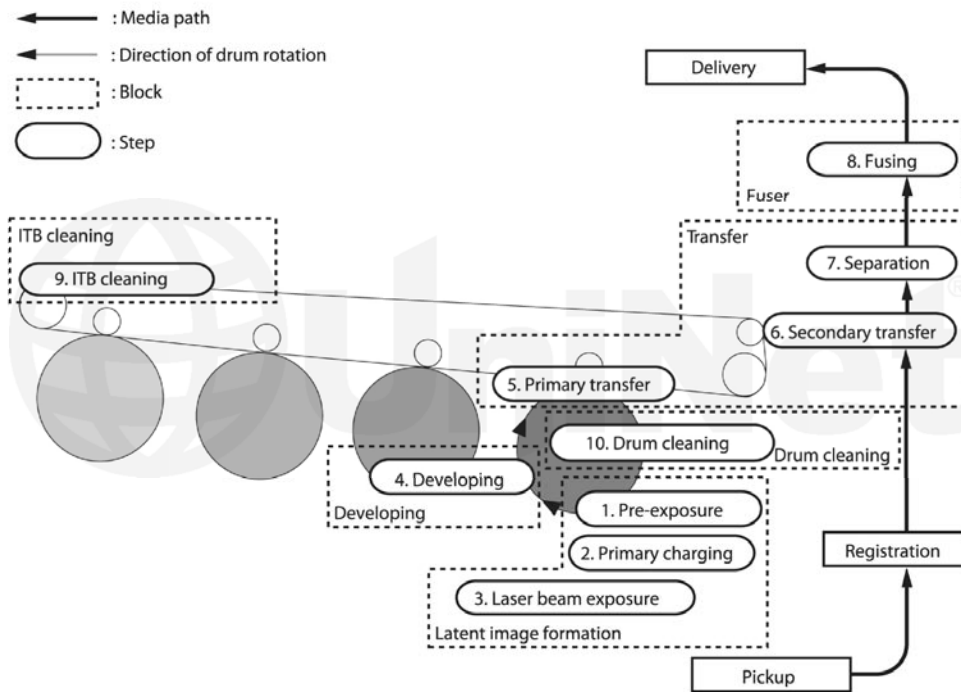 : Media path
: Direction of drum rotation
: Block
: Step
Delivery
8. Fusing
Fuser
ITB cleaning
Transfer
9. ITB cleaning
7. Separation
6. Secondary transfer
5. Primary transfer
10. Drum cleaning
Drum cleaning
4. Developing
Developing
1. Pre-exposure
2. Primary charging
Registration
3. Laser beam exposure
Latent image formation
Pickup
UniNet®